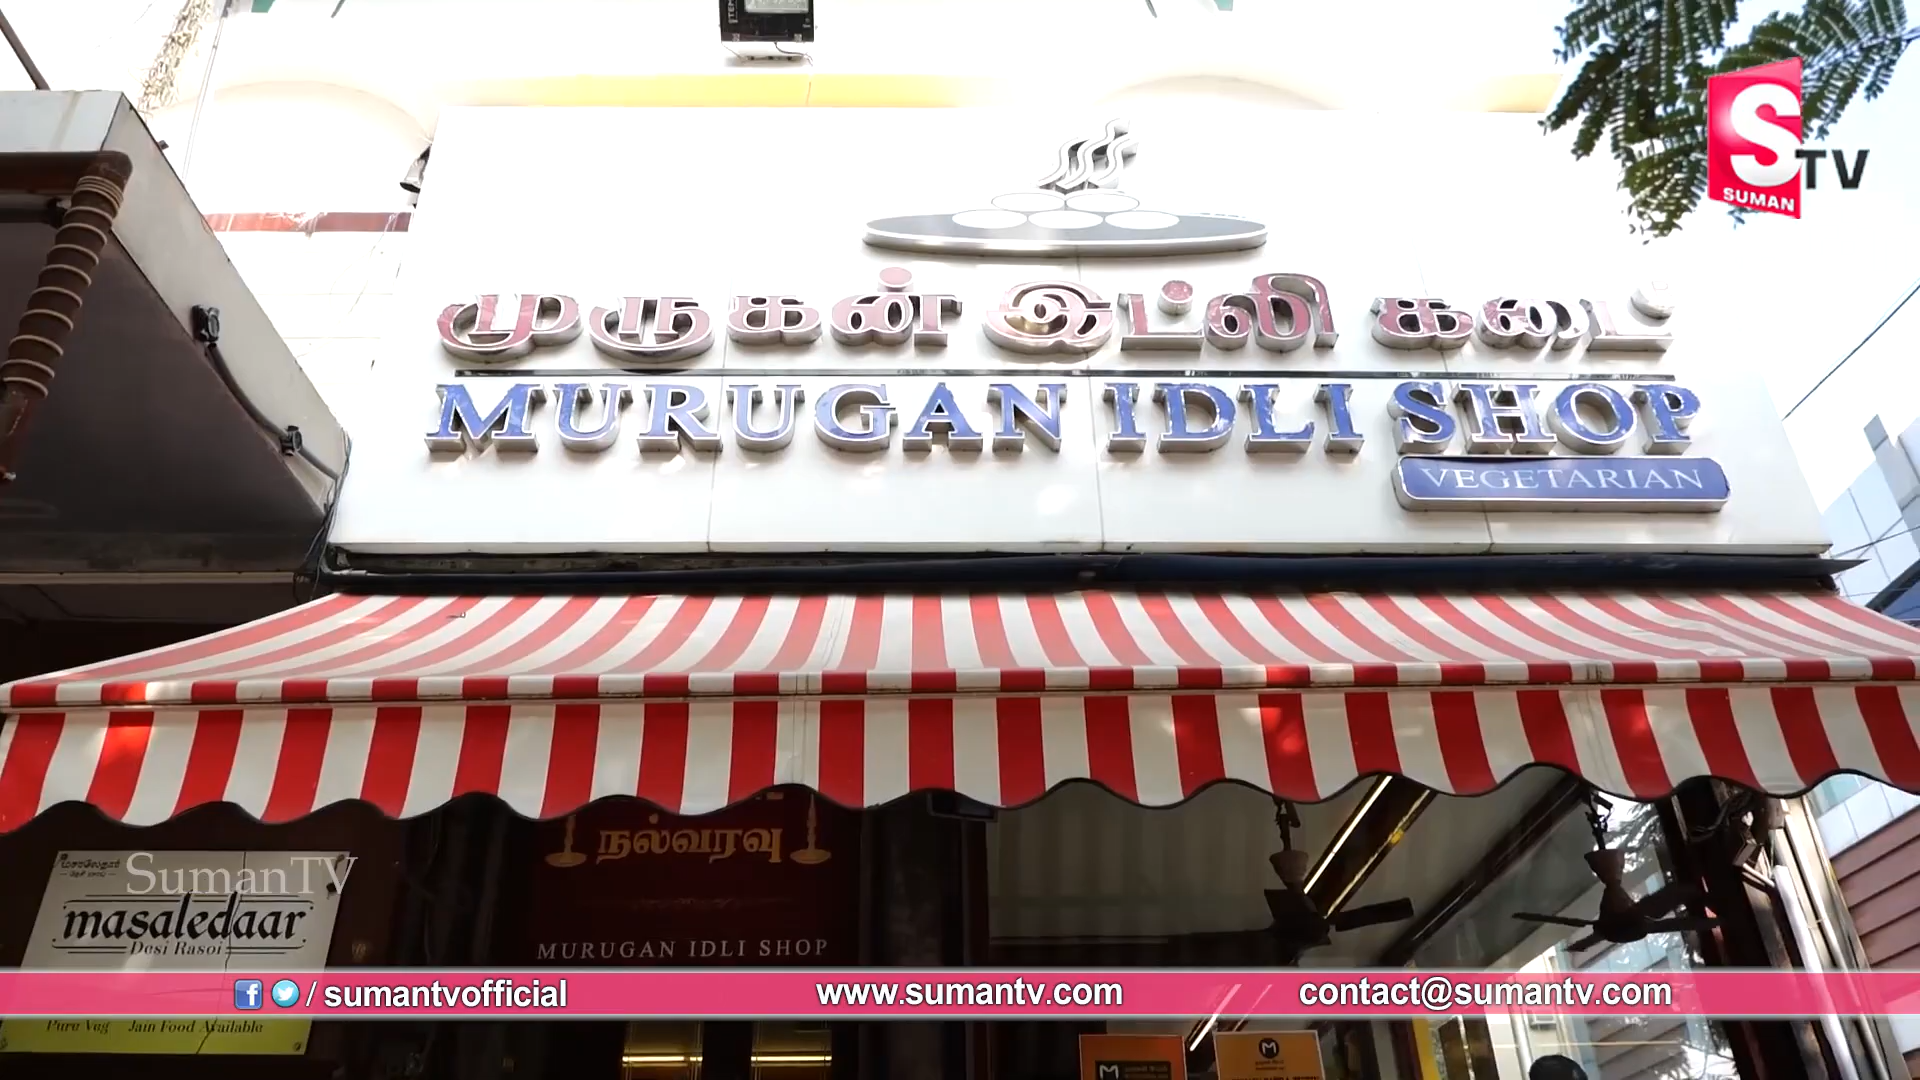 S TV
SUMAN
முருகன் இட்லி கடை
MURUGAN IDLI SHOP
VEGETARIAN
நல்வரவு
MURUGAN IDLI SHOP
SumanTV
masaledaar
Desi Rasoi
/ sumantvofficial
www.sumantv.com
contact@sumantv.com
Pure Veg Jain Food Available
M
M